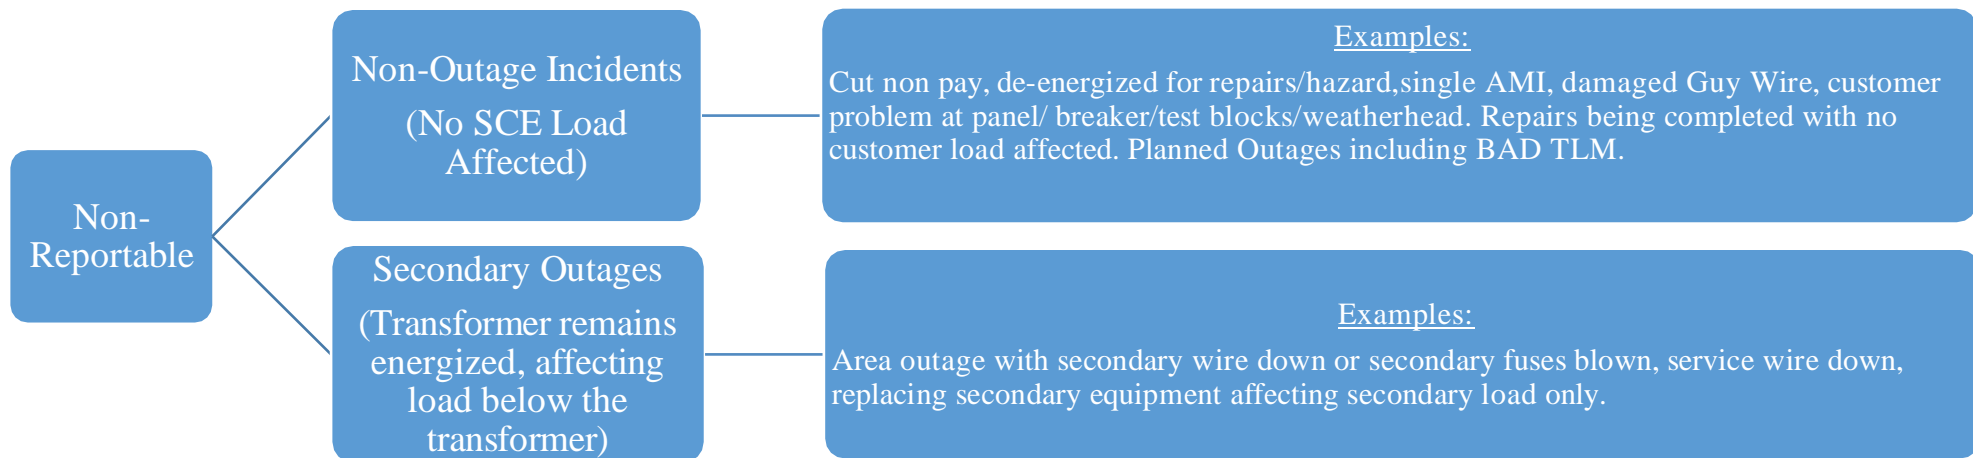 Non-
Reportable
Non-Outage Incidents
(No SCE Load
Affected)
Examples:
Cut non pay, de-energized for repairs/hazard,single AMI, damaged Guy Wire, customer
problem at panel/ breaker/test blocks/weatherhead. Repairs being completed with no
customer load affected. Planned Outages including BAD TLM.
Secondary Outages
(Transformer remains
energized, affecting
load below the
transformer)
Examples:
Area outage with secondary wire down or secondary fuses blown, service wire down,
replacing secondary equipment affecting secondary load only.